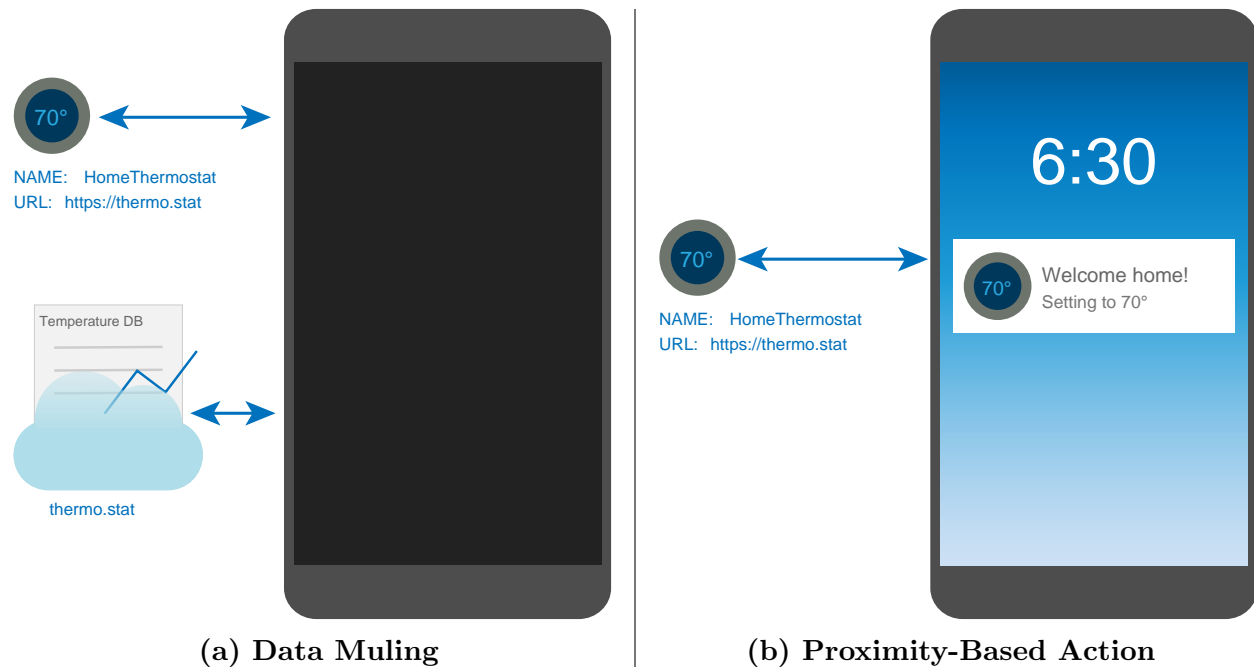 70°
NAME: HomeThermostat
URL: https://thermo.stat
Temperature DB
thermo.stat
(a) Data Muling
6:30
70°
Welcome home!
Setting to 70°
70°
NAME: HomeThermostat
URL: https://thermo.stat
(b) Proximity-Based Action